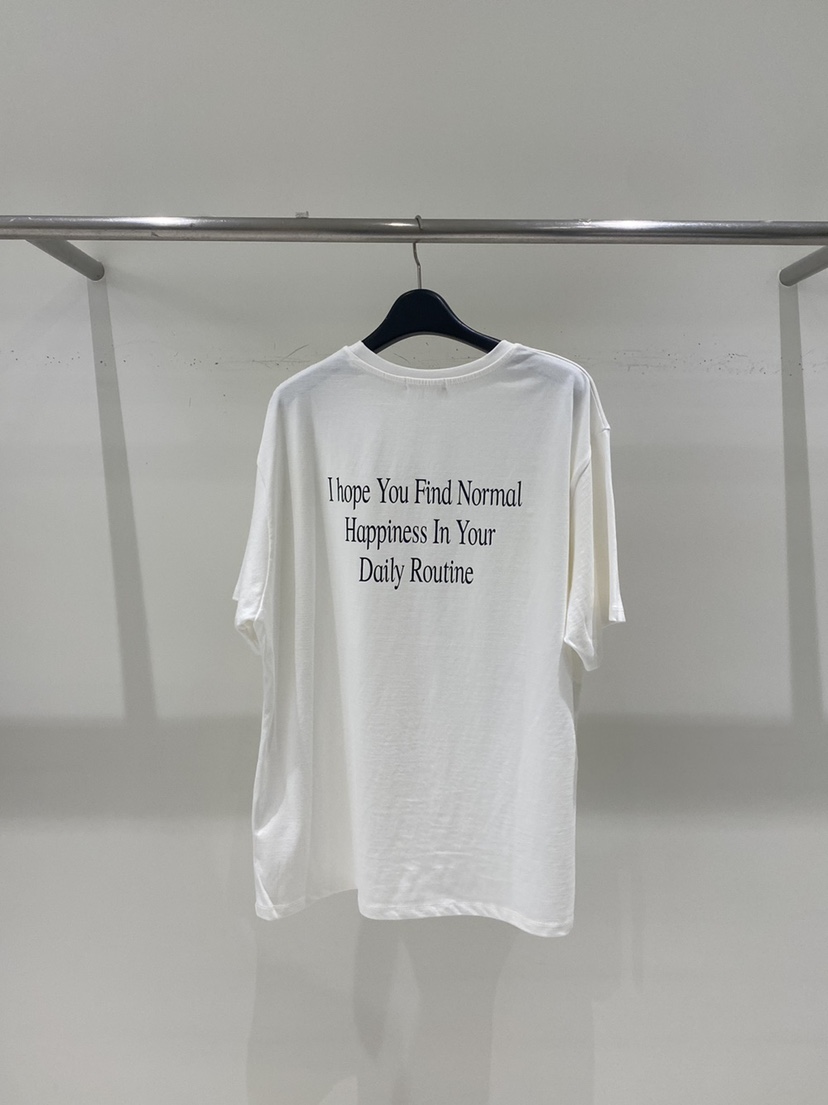 I hope You Find Normal
Happiness In Your
Daily Routine